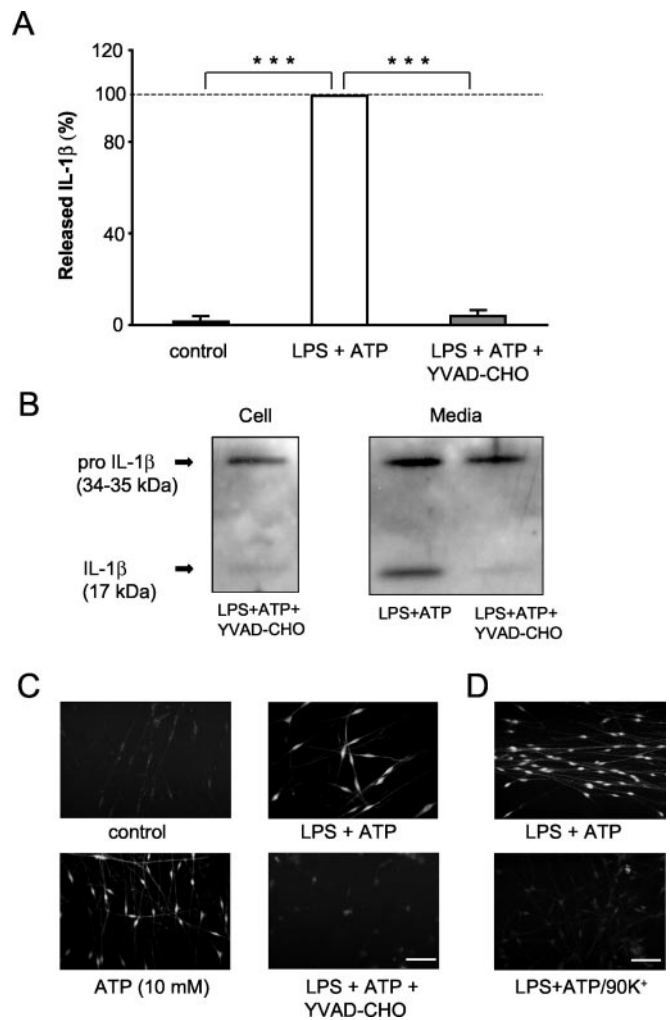 A
120
* * *
* * *
100
80
40
0
Released IL-1β (%)
control
LPS + ATP
LPS + ATP +
YVAD-CHO
B
Cell
Media
pro IL-1β
(34-35 kDa)
IL-1β
(17 kDa)
LPS+ATP+
YVAD-CHO
LPS+ATP
LPS+ATP+
YVAD-CHO
C
D
control
LPS + ATP
LPS + ATP
ATP (10 mM)
LPS + ATP +
YVAD-CHO
LPS+ATP/90K⁺